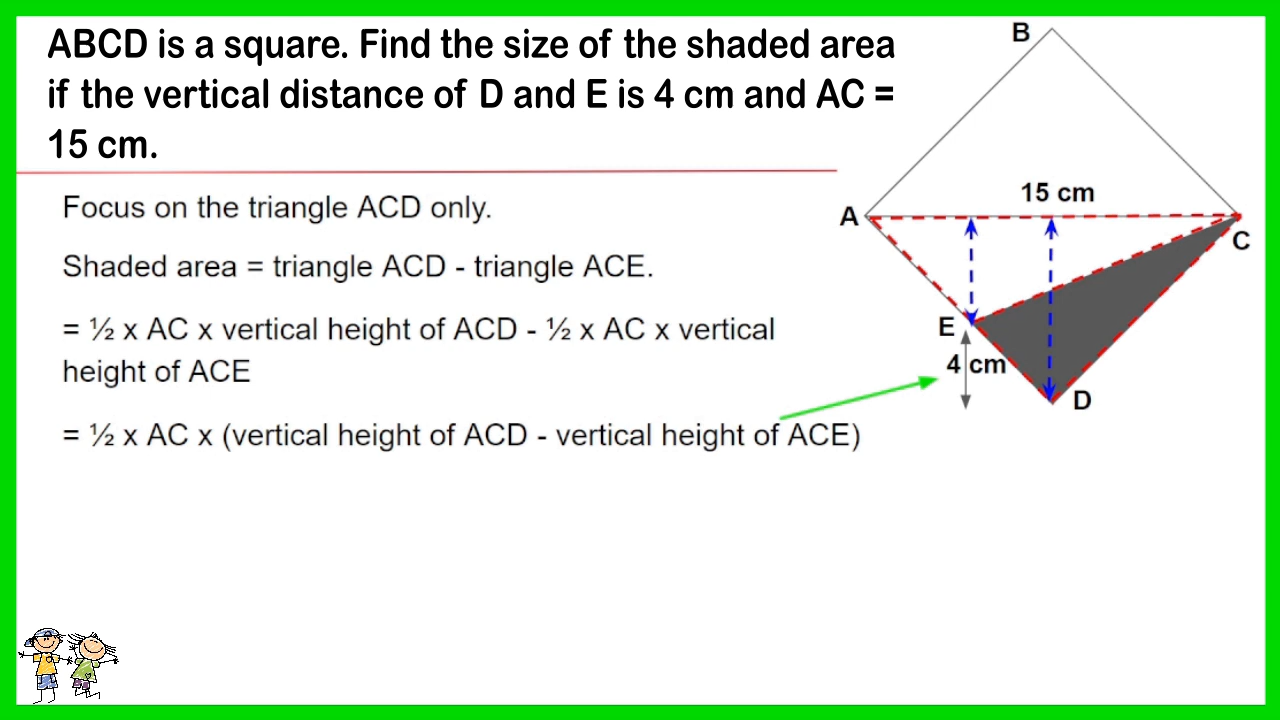 ABCD is a square. Find the size of the shaded area
if the vertical distance of D and E is 4 cm and AC =
15 cm.
Focus on the triangle ACD only.
Shaded area = triangle ACD - triangle ACE.
= ½ x AC x vertical height of ACD - ½ x AC x vertical
height of ACE
= ½ x AC x (vertical height of ACD - vertical height of ACE)
B
15 cm
A
C
E
4 cm
D